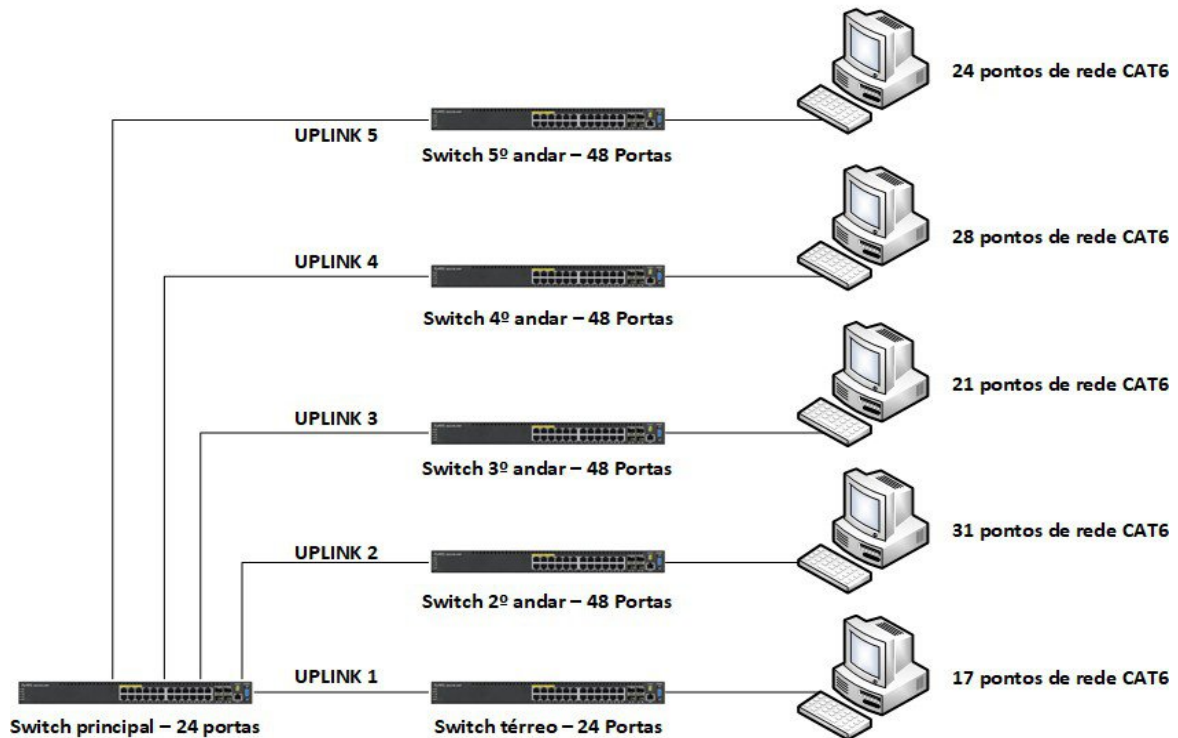 24 pontos de rede CAT6
UPLINK 5
Switch 5º andar – 48 Portas
28 pontos de rede CAT6
UPLINK 4
Switch 4º andar – 48 Portas
21 pontos de rede CAT6
UPLINK 3
Switch 3º andar – 48 Portas
31 pontos de rede CAT6
UPLINK 2
Switch 2º andar – 48 Portas
17 pontos de rede CAT6
UPLINK 1
Switch principal – 24 portas
Switch térreo – 24 Portas